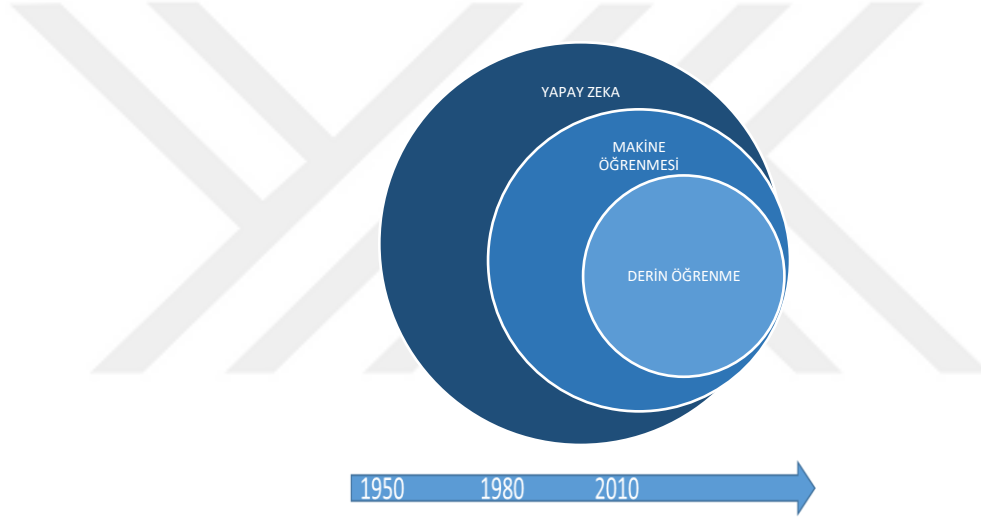 YAPAY ZEKA
MAKİNE
ÖĞRENMESİ
DERİN ÖĞRENME
1950 1980 2010